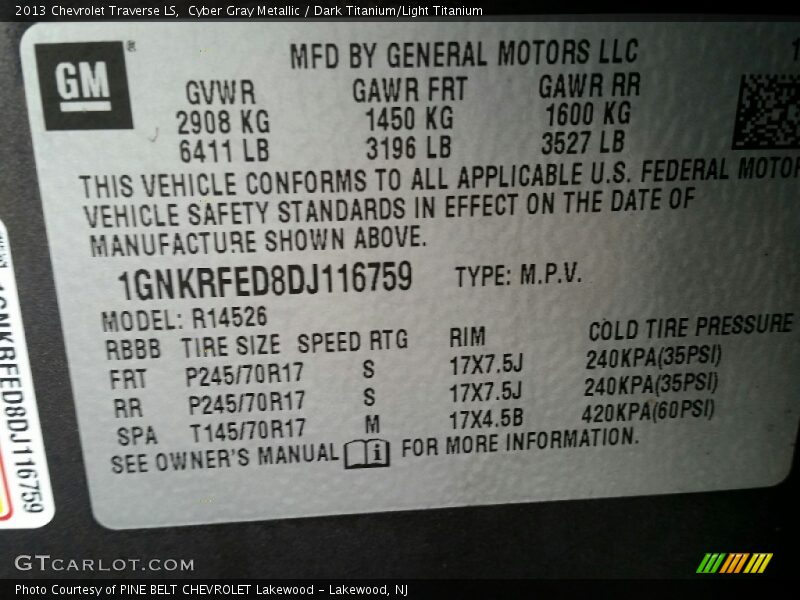 2013 Chevrolet Traverse LS, Cyber Gray Metallic / Dark Titanium/Light Titanium
GM
MFD BY GENERAL MOTORS LLC
GVWR GAWR FRT GAWR RR
2908 KG 1450 KG 1600 KG
6411 LB 3196 LB 3527 LB
THIS VEHICLE CONFORMS TO ALL APPLICABLE U.S. FEDERAL MOTOR
VEHICLE SAFETY STANDARDS IN EFFECT ON THE DATE OF
MANUFACTURE SHOWN ABOVE.
1GNKRFED8DJ116759 TYPE: M.P.V.
MODEL: R14526
RBBB TIRE SIZE SPEED RTG RIM COLD TIRE PRESSURE
FRT P245/70R17 S 17X7.5J 240KPA(35PSI)
RR P245/70R17 S 17X7.5J 240KPA(35PSI)
SPA T145/70R17 M 17X4.5B 420KPA(60PSI)
SEE OWNER'S MANUAL i FOR MORE INFORMATION.
1GNKRFED8DJ116759
GTCARLOT.COM
Photo Courtesy of PINE BELT CHEVROLET Lakewood - Lakewood, NJ